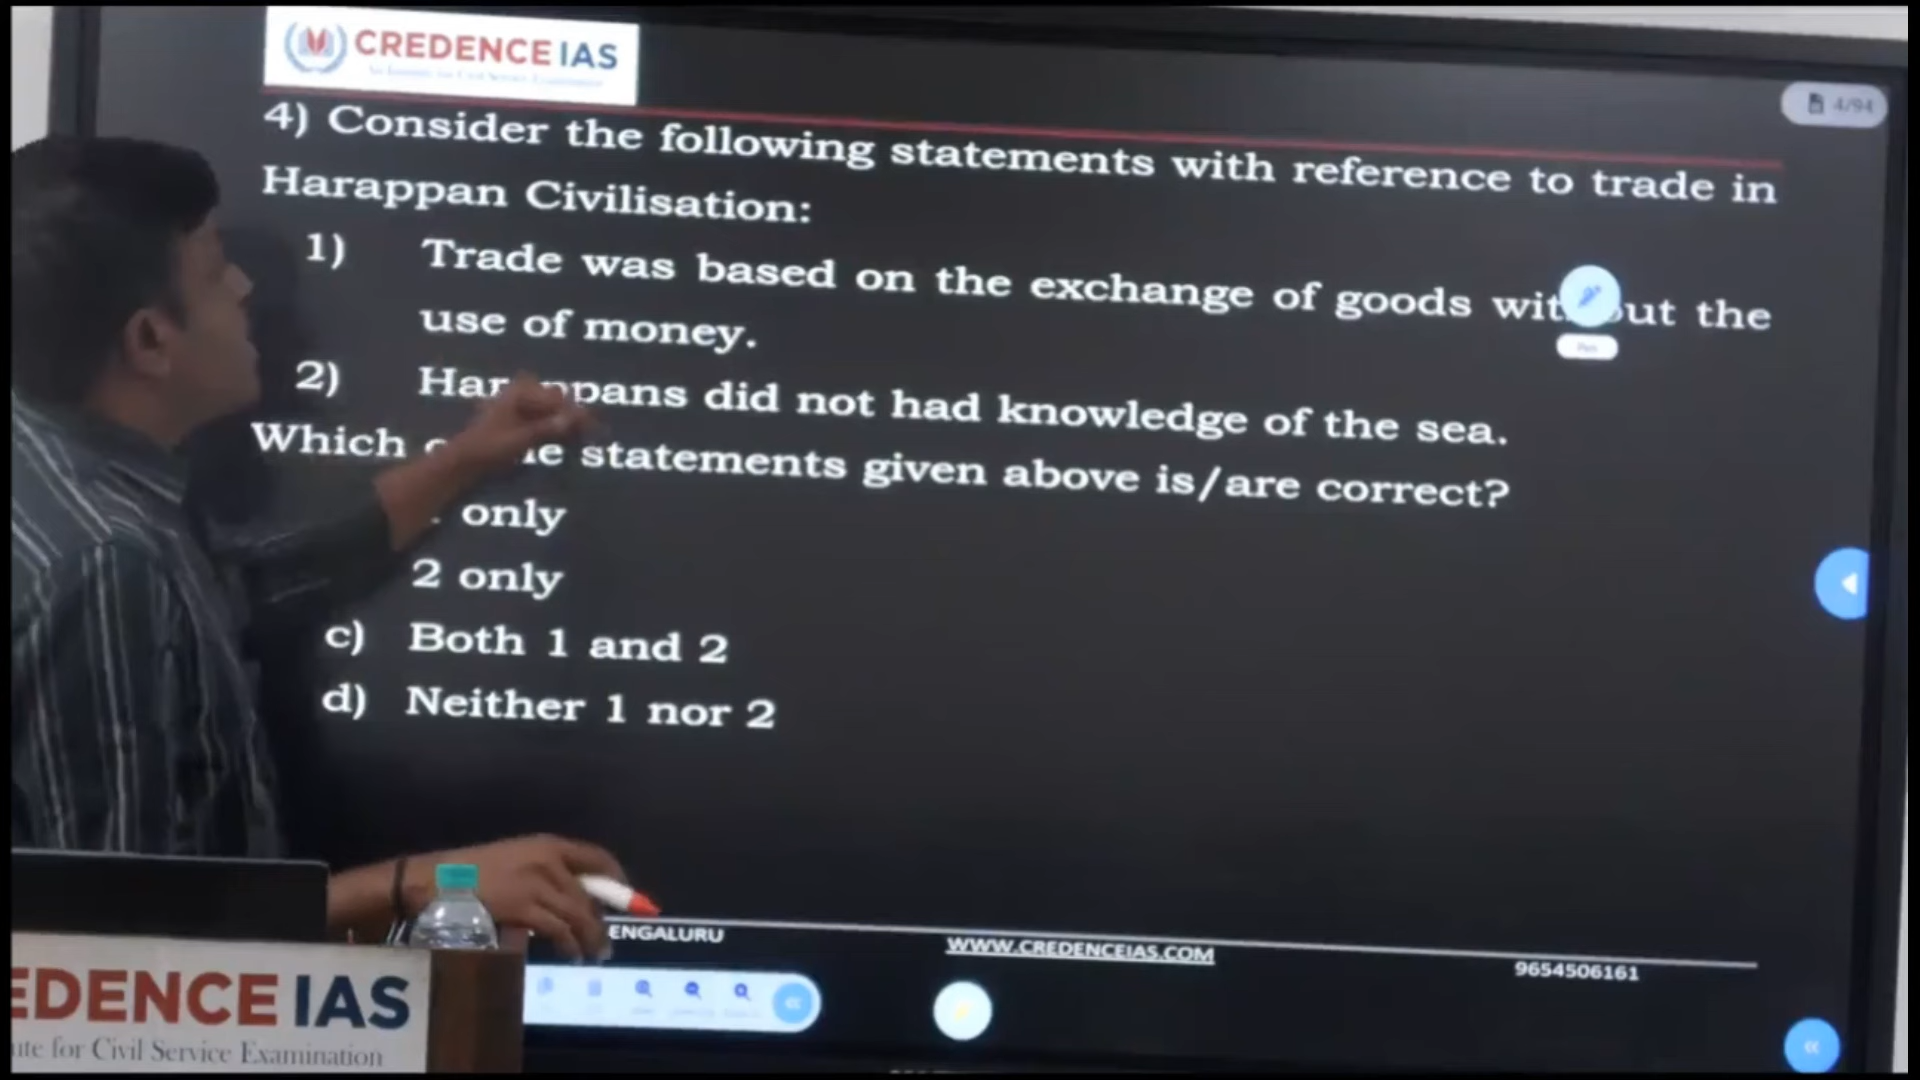 CREDENCE IAS
4/94
4) Consider the following statements with reference to trade in
Harappan Civilisation:
1) Trade was based on the exchange of goods wit ut the
use of money.
2) Har ppans did not had knowledge of the sea.
Which statements given above is/are correct?
only
2 only
c) Both 1 and 2
d) Neither 1 nor 2
ENGALURU
WWW.CREDENCEIAS.COM
9654506161
EDENCE IAS
ute for Civil Service Examination